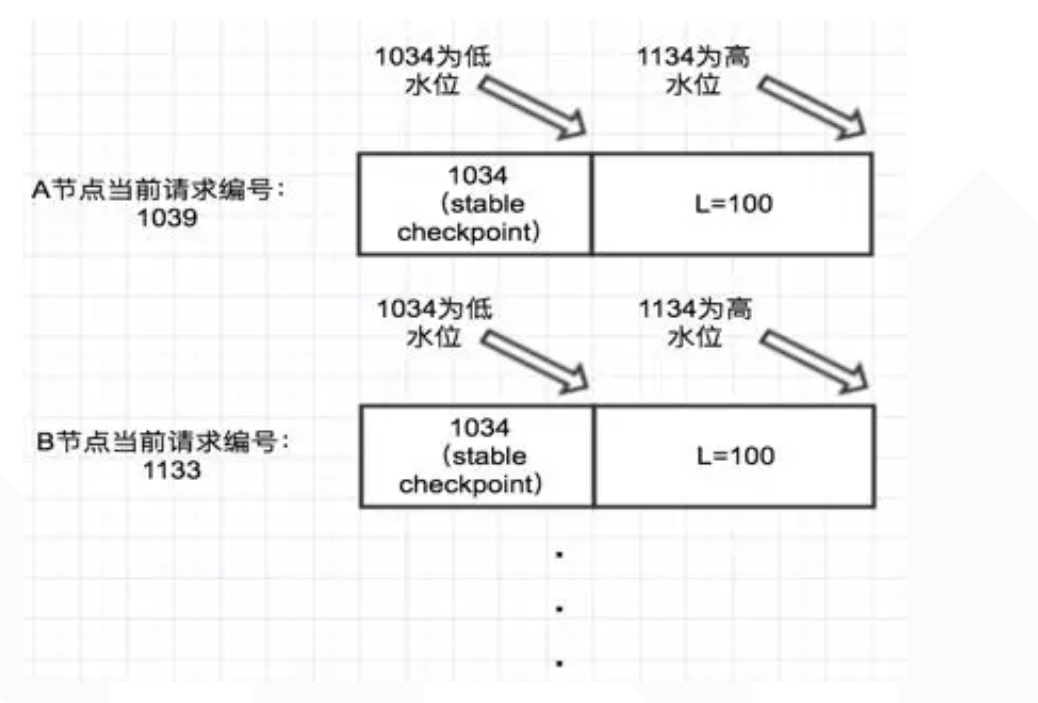 1034为低
水位
1134为高
水位
A节点当前请求编号：
1039
1034
（stable
checkpoint）
L=100
1034为低
水位
1134为高
水位
B节点当前请求编号：
1133
1034
（stable
checkpoint）
L=100